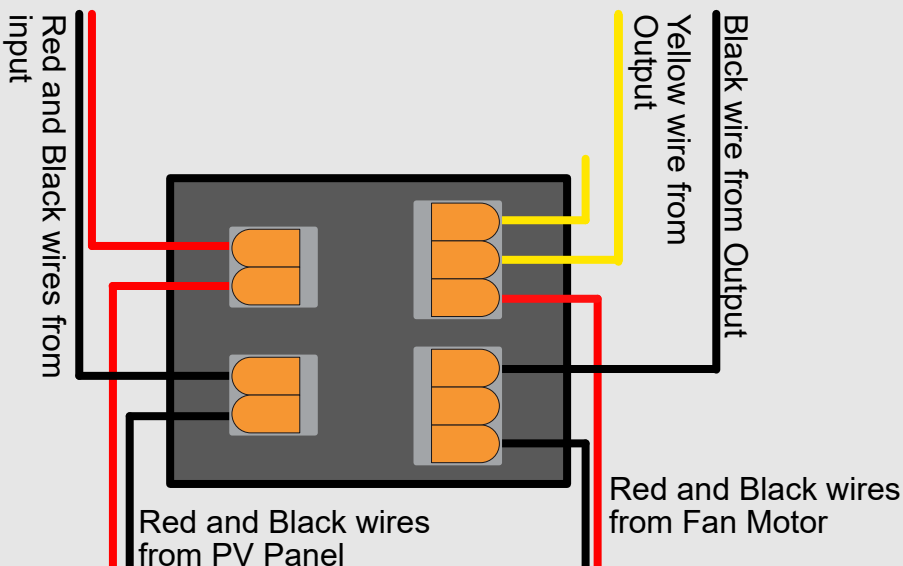 Red and Black wires from
input
Yellow wire from
Output
Black wire from Output
Red and Black wires
from Fan Motor
Red and Black wires
from PV Panel